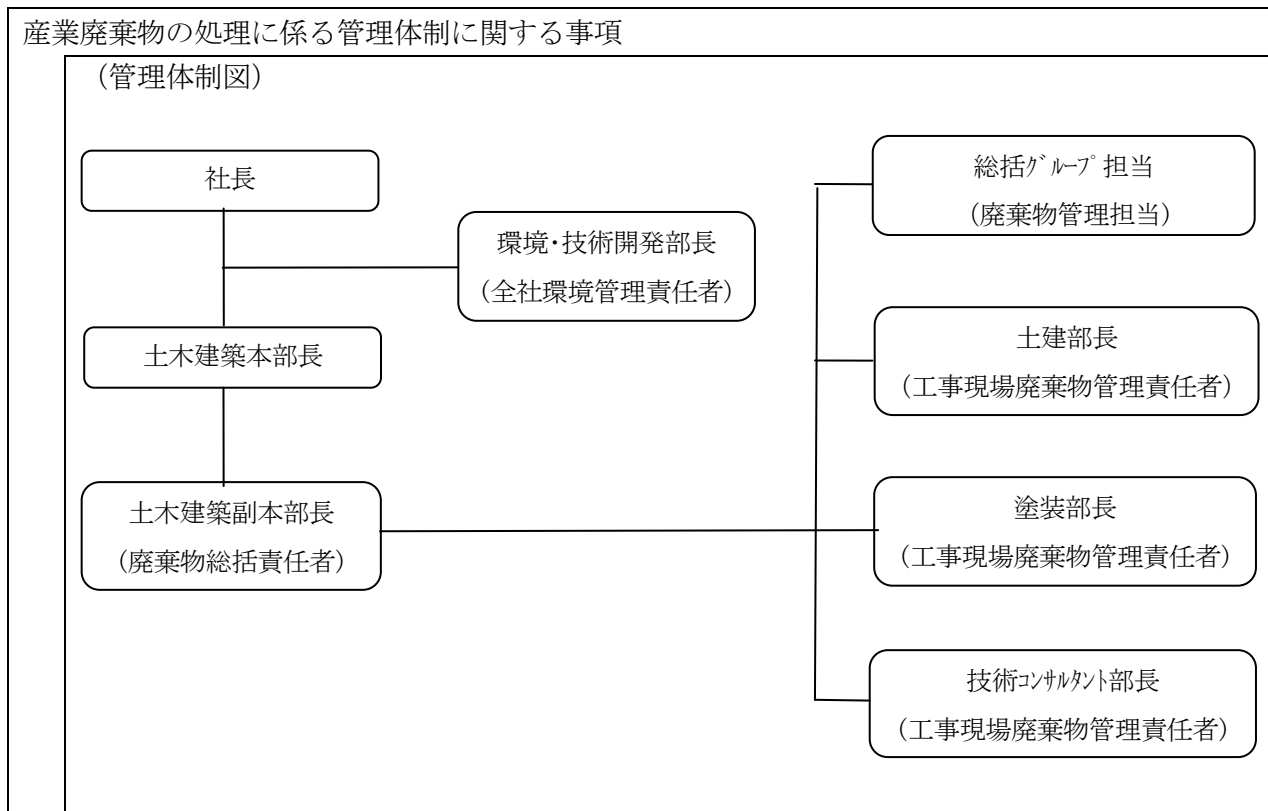 産業廃棄物の処理に係る管理体制に関する事項
（管理体制図）
社長
環境・技術開発部長
（全社環境管理責任者）
土木建築本部長
土木建築副本部長
（廃棄物総括責任者）
総括ｸﾞﾙｰﾌﾟ担当
（廃棄物管理担当）
土建部長
（工事現場廃棄物管理責任者）
塗装部長
（工事現場廃棄物管理責任者）
技術ｺﾝｻﾙﾀﾝﾄ部長
（工事現場廃棄物管理責任者）